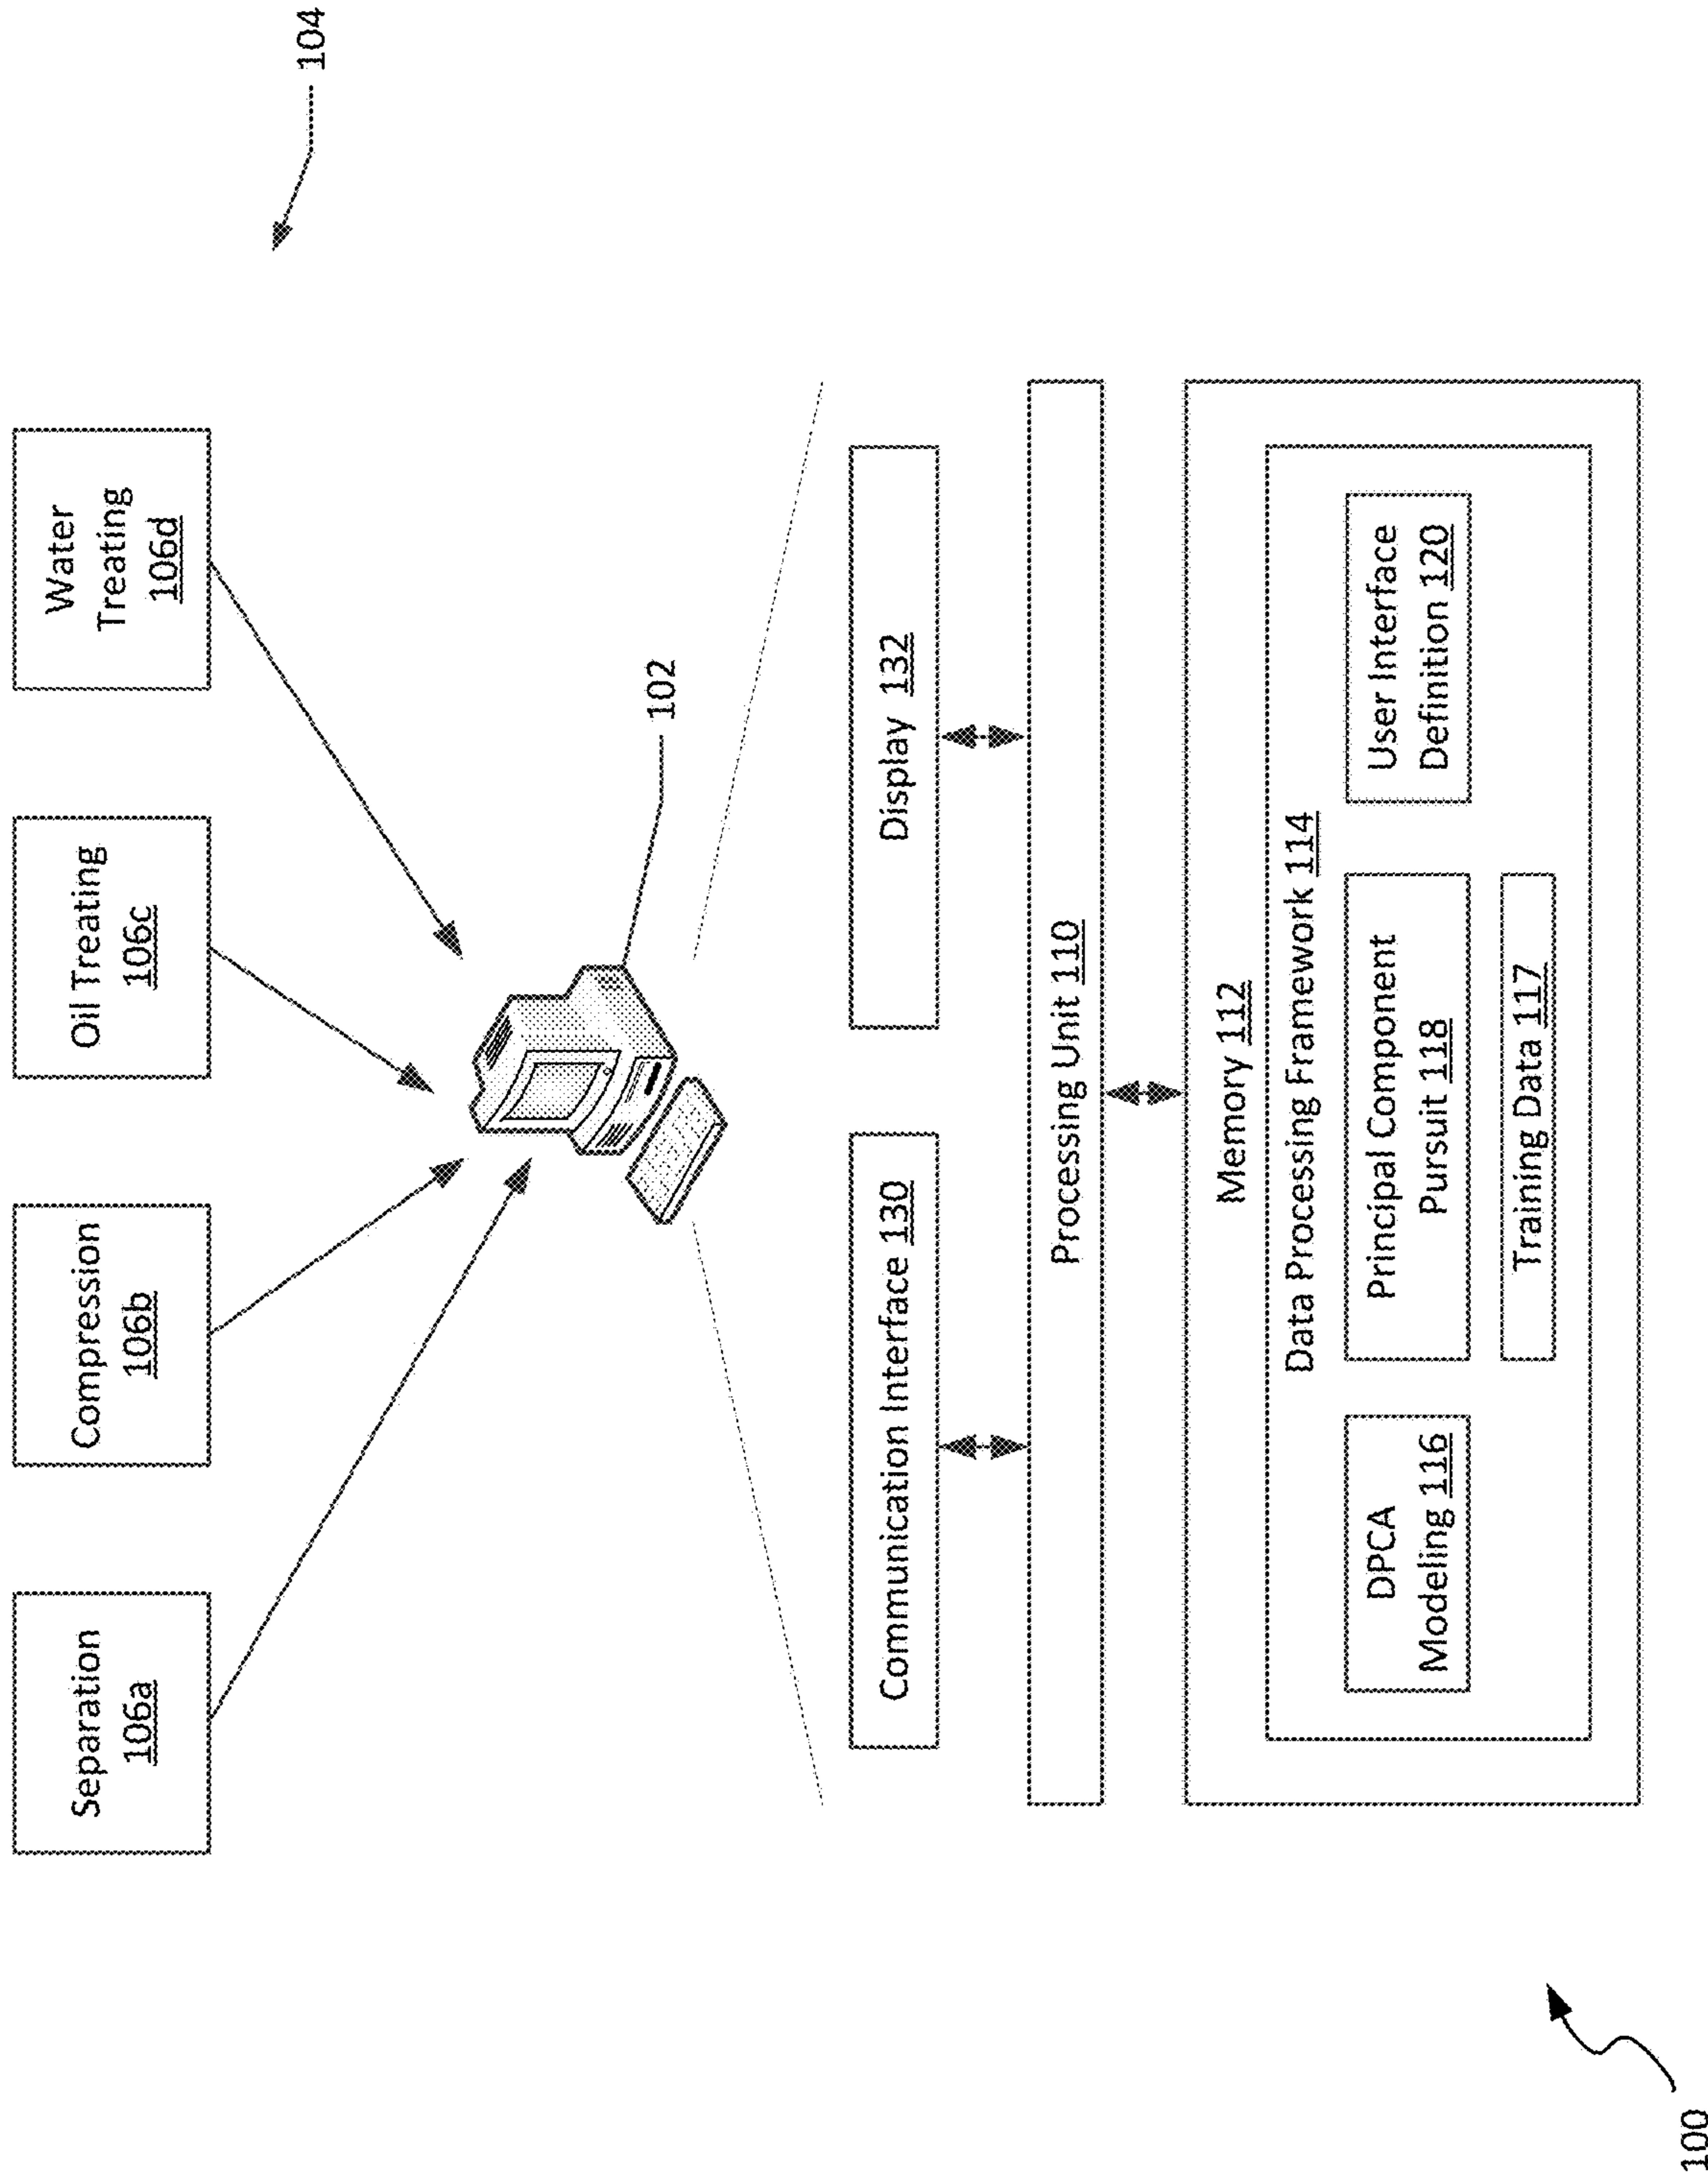 104
Separation
106a
Compression
106b
Oil Treating
106c
Water
Treating
106d
102
Communication Interface 130
Display 132
Processing Unit 110
Memory 112
Data Processing Framework 114
DPCA
Modeling 116
Principal Component
Pursuit 118
User Interface
Definition 120
Training Data 117
100